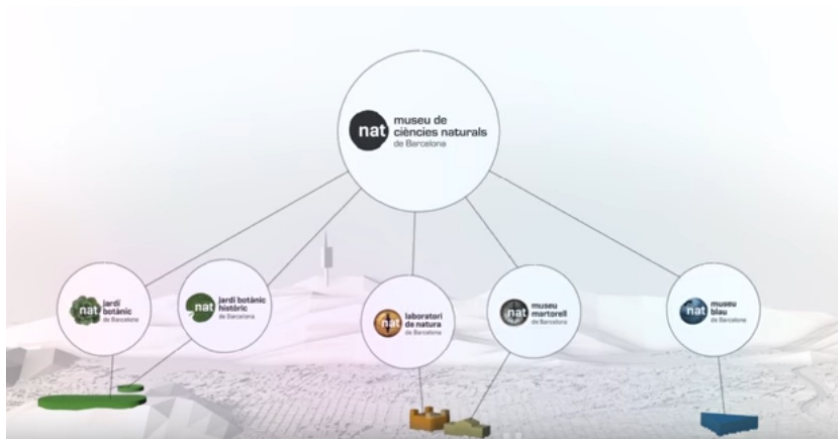 nat
museu de
ciències naturals
de Barcelona
nat
jardí
botànic
de Barcelona
nat
jardí botànic
històric
de Barcelona
nat
laboratori
de natura
de Barcelona
nat
museu
martorell
de Barcelona
nat
museu
blau
de Barcelona